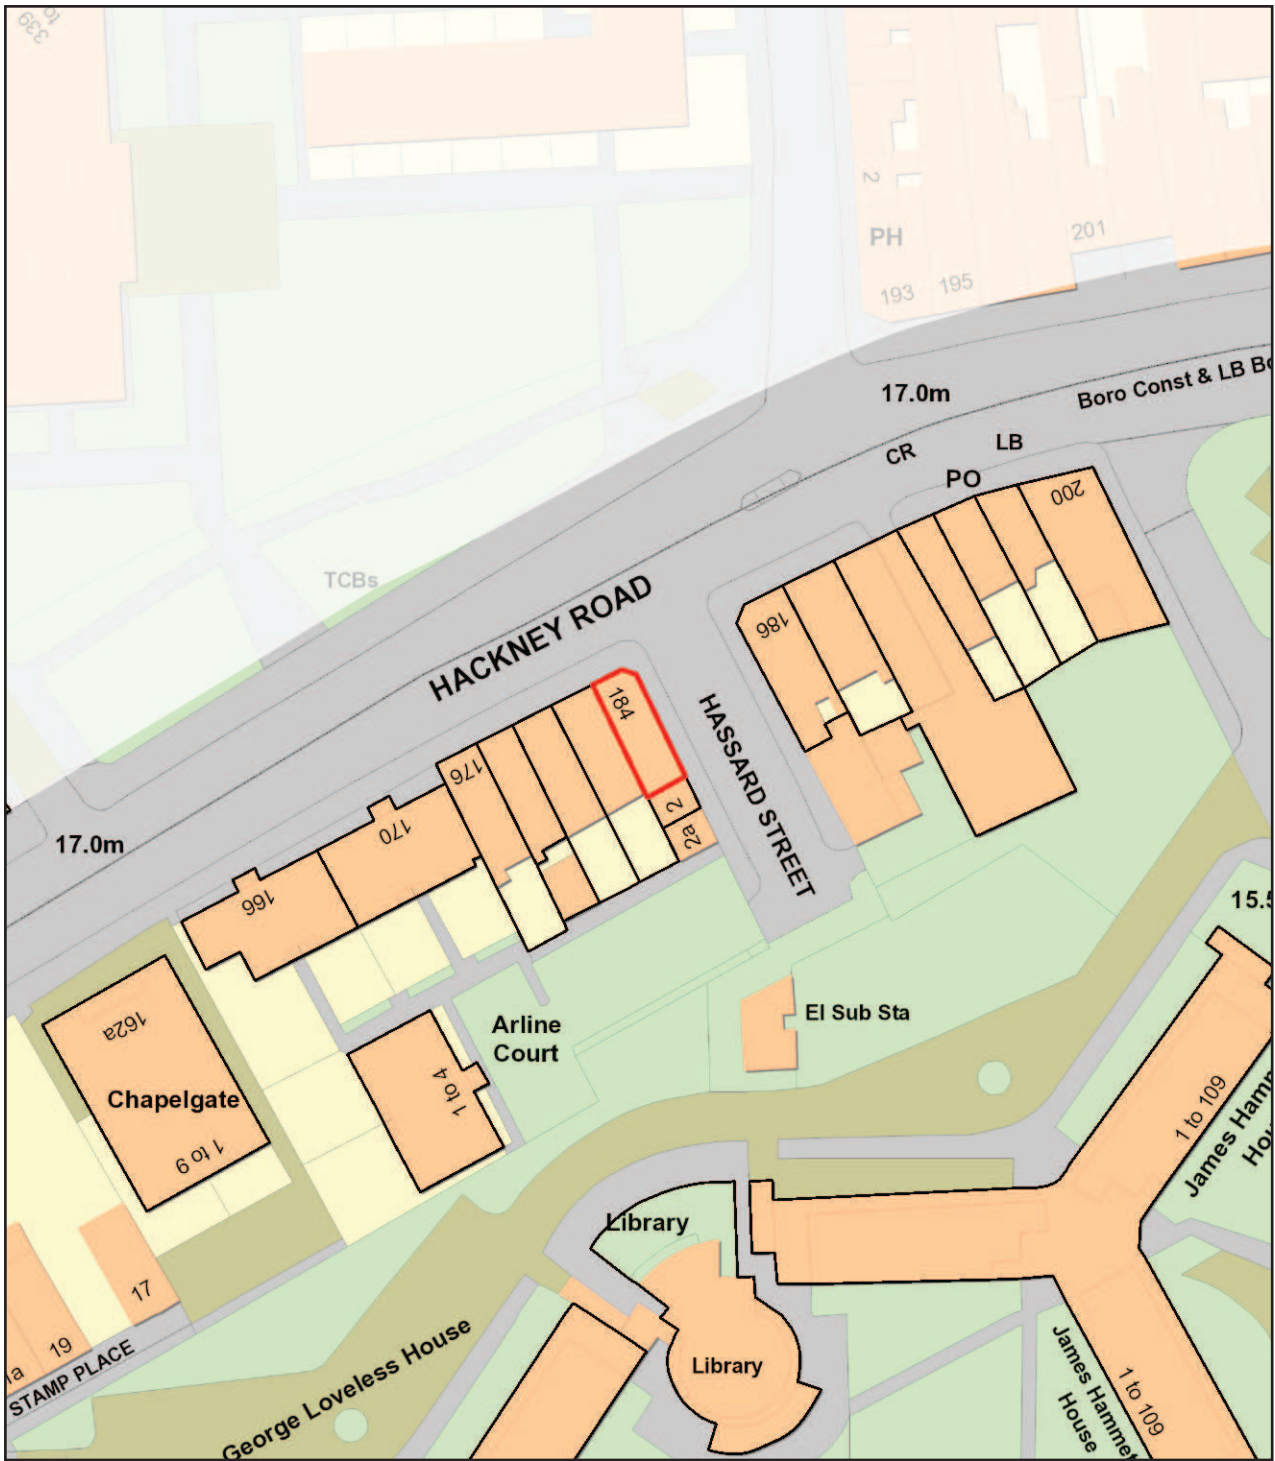 339
to
2
PH
201
193
195
17.0m
Boro Const & LB Bo
CR
LB
PO
200
TCBs
HACKNEY ROAD
186
184
HASSARD STREET
176
170
2
2a
17.0m
166
15.5
162a
Arline
Court
El Sub Sta
Chapelgate
1 to 4
1 to 109
James Hamm
Hou
1 to 9
Library
17
19
1a
STAMP PLACE
George Loveless House
Library
James Hammet
House
1 to 109